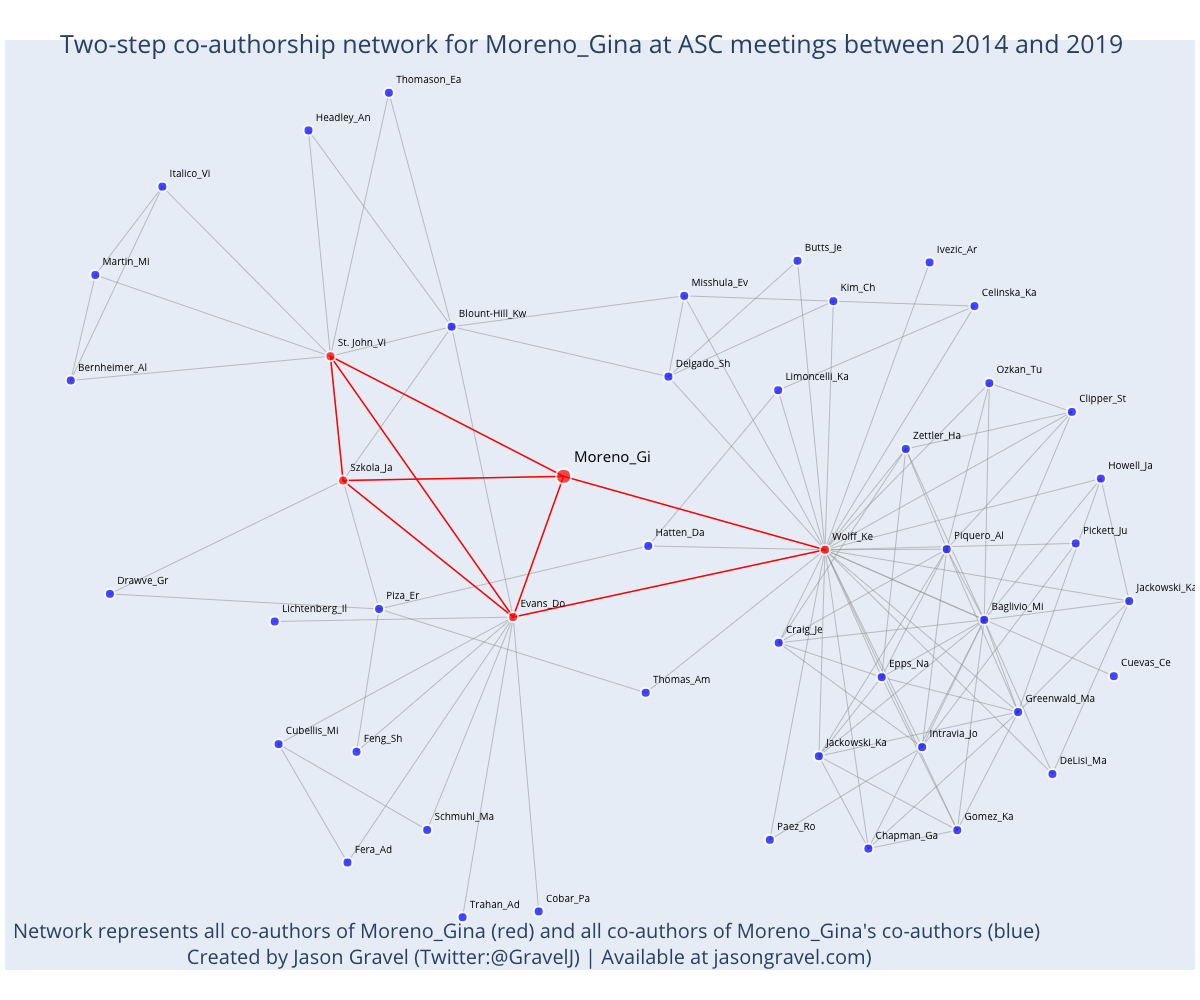 Two-step co-authorship network for Moreno_Gina at ASC meetings between 2014 and 2019
Thomason_Ea
Headley_An
Italico_Vi
Butts_Je
Ivezic_Ar
Martin_Mi
Misshula_Ev
Kim_Ch
Celinska_Ka
Blount-Hill_Kw
St. John_Vi
Bernheimer_Al
Delgado_Sh
Limoncelli_Ka
Ozkan_Tu
Clipper_St
Zettler_Ha
Moreno_Gi
Szkola_Ja
Howell_Ja
Hatten_Da
Wolff_Ke
Piquero_Al
Pickett_Ju
Drawve_Gr
Jackowski_Ka
Piza_Er
Lichtenberg_Il
Evans_Do
Baglivio_Mi
Craig_Je
Cuevas_Ce
Epps_Na
Thomas_Am
Greenwald_Ma
Cubellis_Mi
Feng_Sh
Jackowski_Ka
Intravia_Jo
DeLisi_Ma
Schmuhl_Ma
Gomez_Ka
Paez_Ro
Chapman_Ga
Fera_Ad
Trahan_Ad
Cobar_Pa
Network represents all co-authors of Moreno_Gina (red) and all co-authors of Moreno_Gina's co-authors (blue)
Created by Jason Gravel (Twitter:@GravelJ) | Available at jasongravel.com)